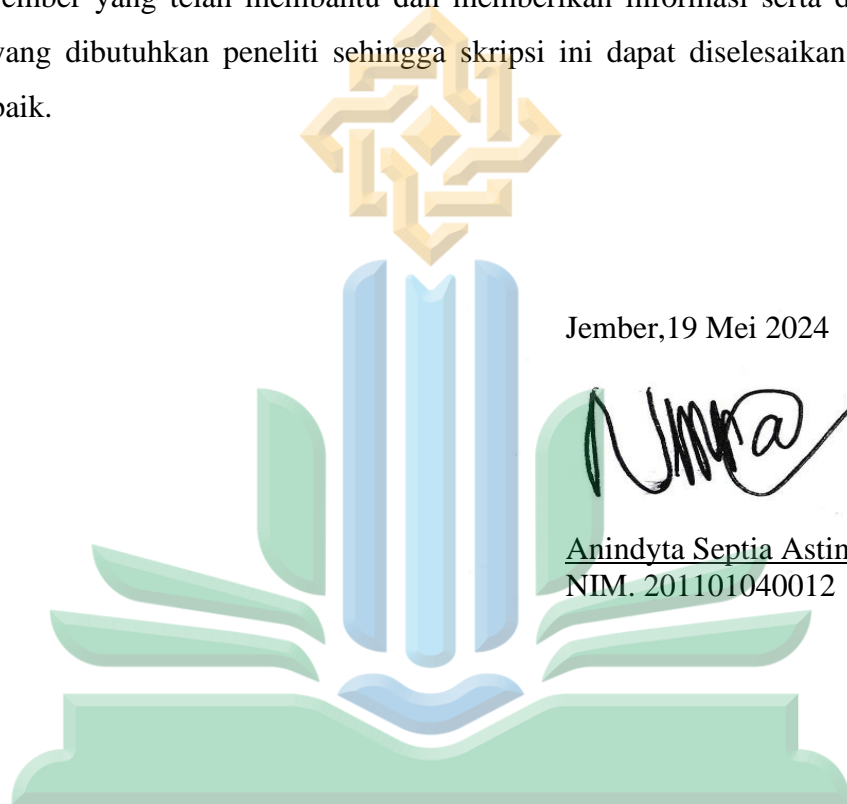 yang telah membantu dan memberikan informasi serta
yang dibutuhkan peneliti sehingga skripsi ini dapat diselesaikan
baik.
Jember,19 Mei 2024
Anindyta Septia
NIM. 201101040012